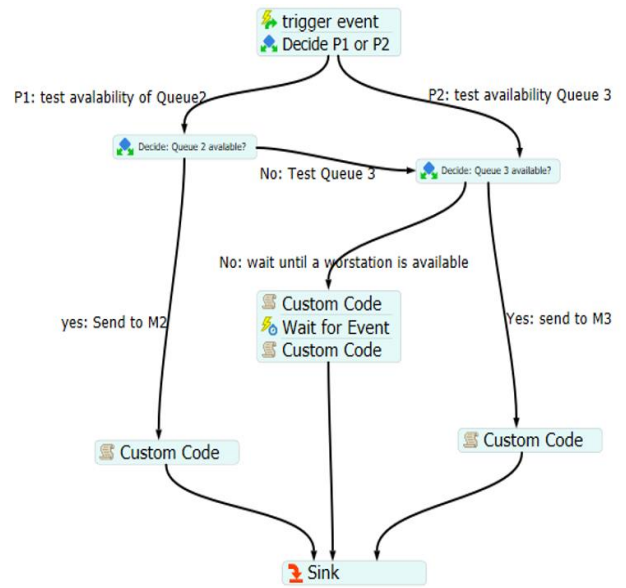 trigger event
Decide P1 or P2
P1: test avalability of Queue2
P2: test availability Queue 3
Decide: Queue 2 avalable?
No: Test Queue 3
Decide: Queue 3 available?
No: wait until a worstation is available
Custom Code
Wait for Event
Custom Code
yes: Send to M2
Yes: send to M3
Custom Code
Custom Code
Sink